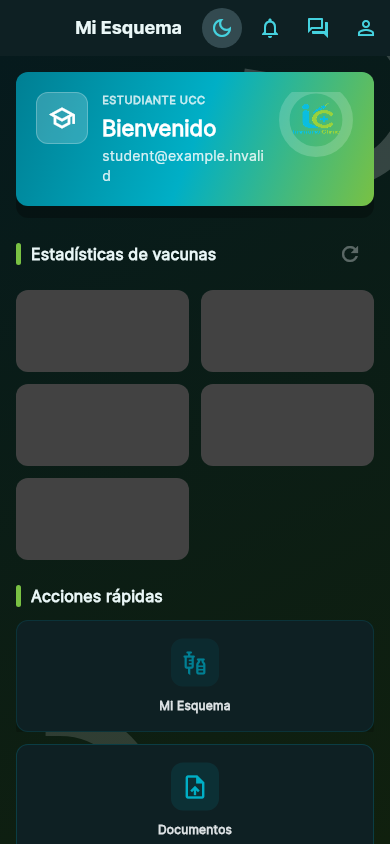 Mi Esquema
ESTUDIANTE UCC
Bienvenido
student@example.invali
d
Estadísticas de vacunas
Acciones rápidas
Mi Esquema
Documentos